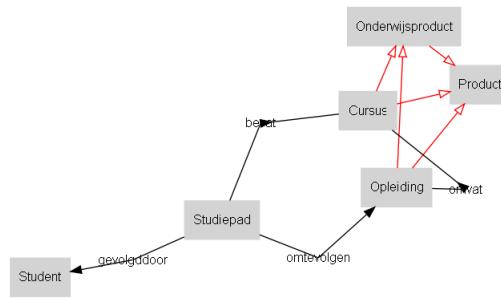 Onderwijsproduct
Product
Cursus
bevat
Opleiding
omvat
Studiepad
gevolgddoor
omtevolgen
Student